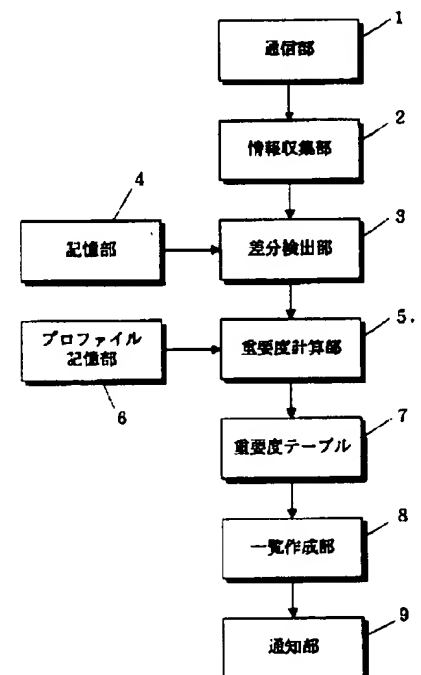 1
通信部
2
情報収集部
4
3
記憶部
差分検出部
5.
プロファイル
記憶部
重要度計算部
6
7
重要度テーブル
8
一覧作成部
9
通知部